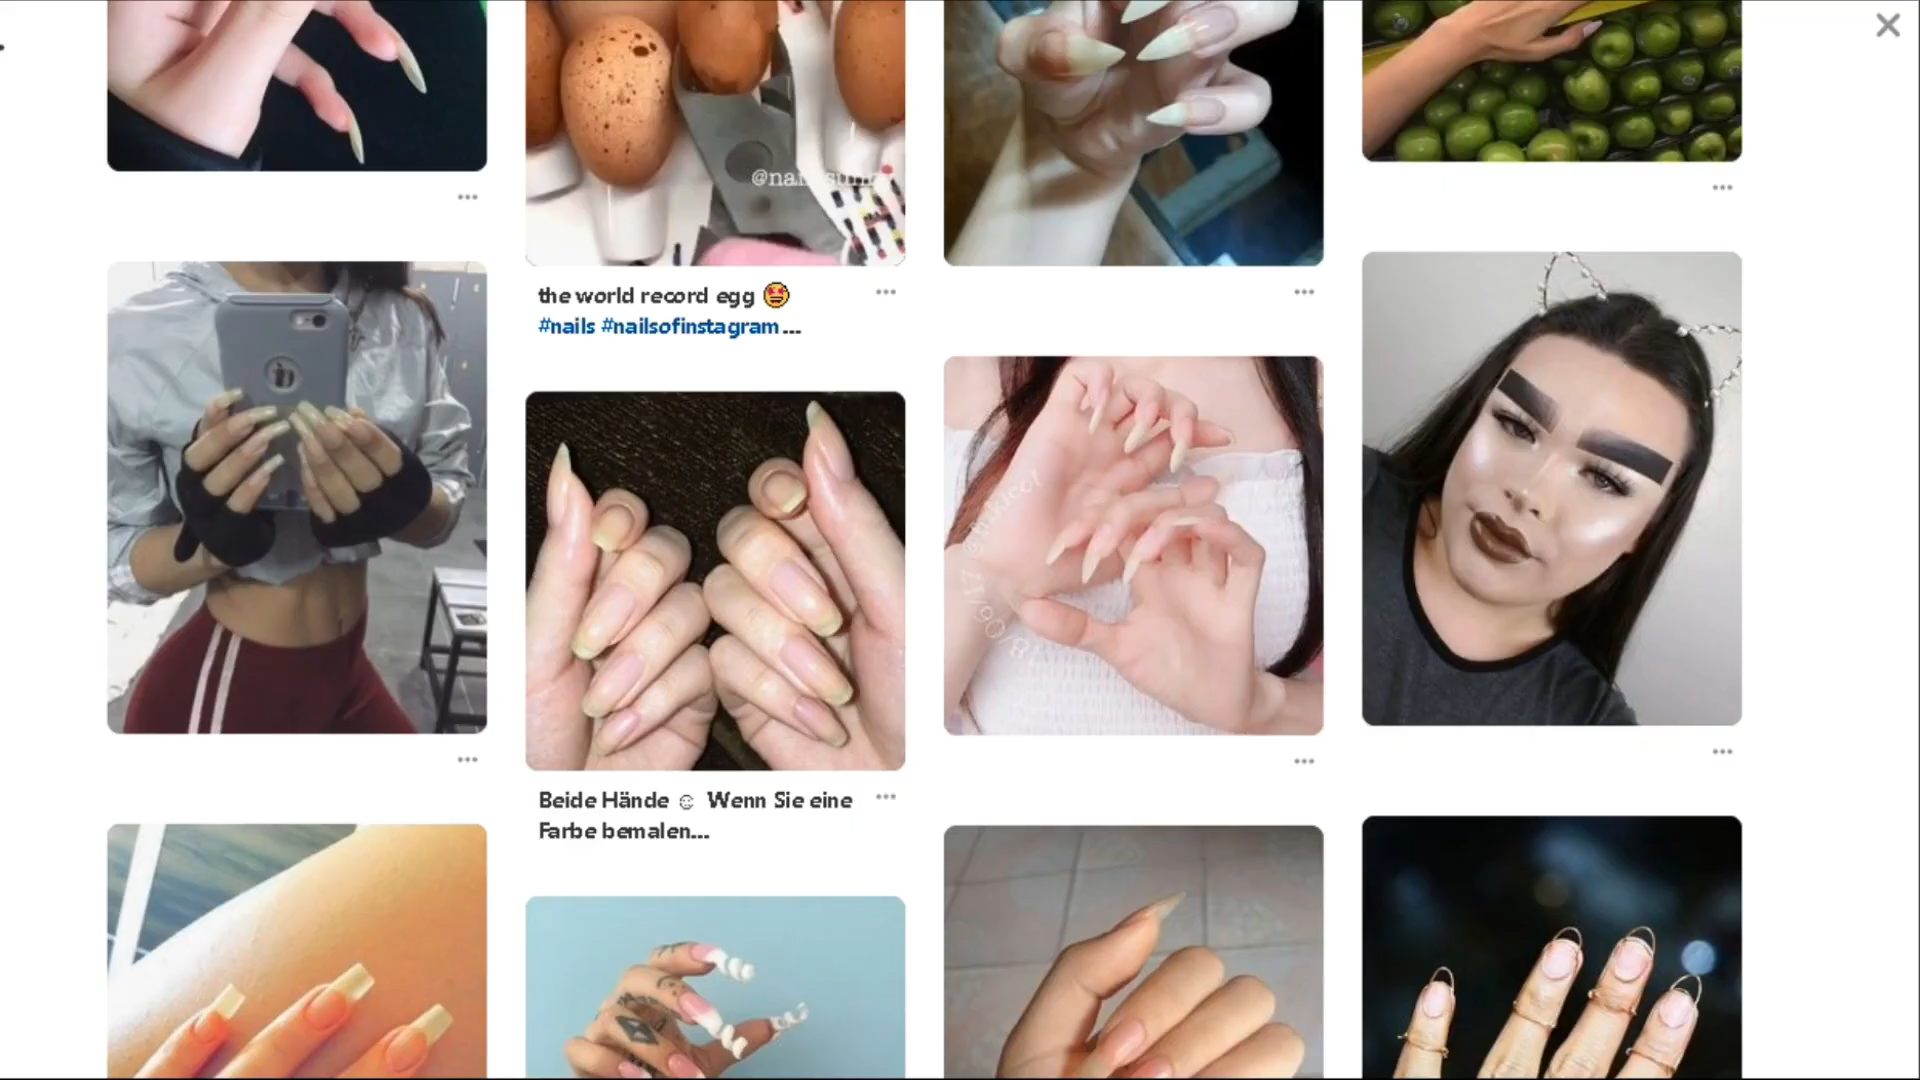 the world record egg 🤩
#nails #nailsofinstagram...
Beide Hände ☺ Wenn Sie eine
Farbe bemalen...